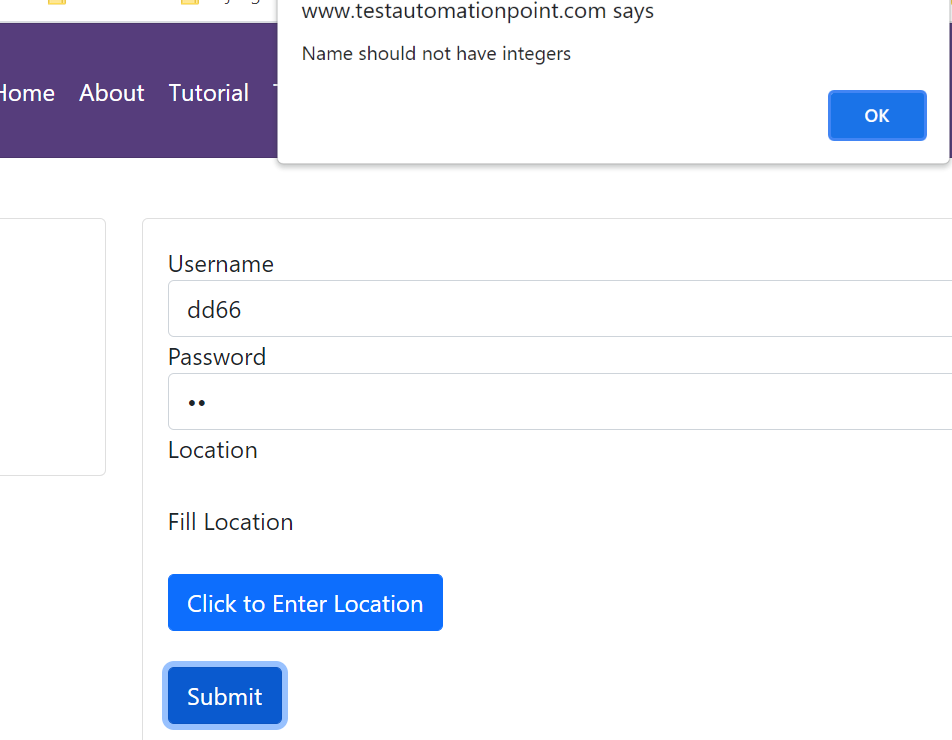 www.testautomationpoint.com says
Name should not have integers
OK
Home About Tutorial
Username
dd66
Password
••
Location
Fill Location
Click to Enter Location
Submit